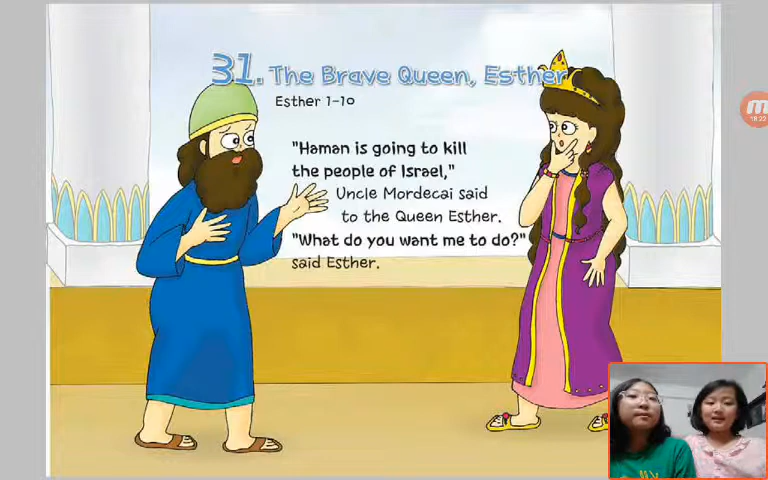 31. The Brave Queen, Esther
Esther 1-10
"Haman is going to kill
the people of Israel,"
Uncle Mordecai said
to the Queen Esther.
"What do you want me to do?"
said Esther.